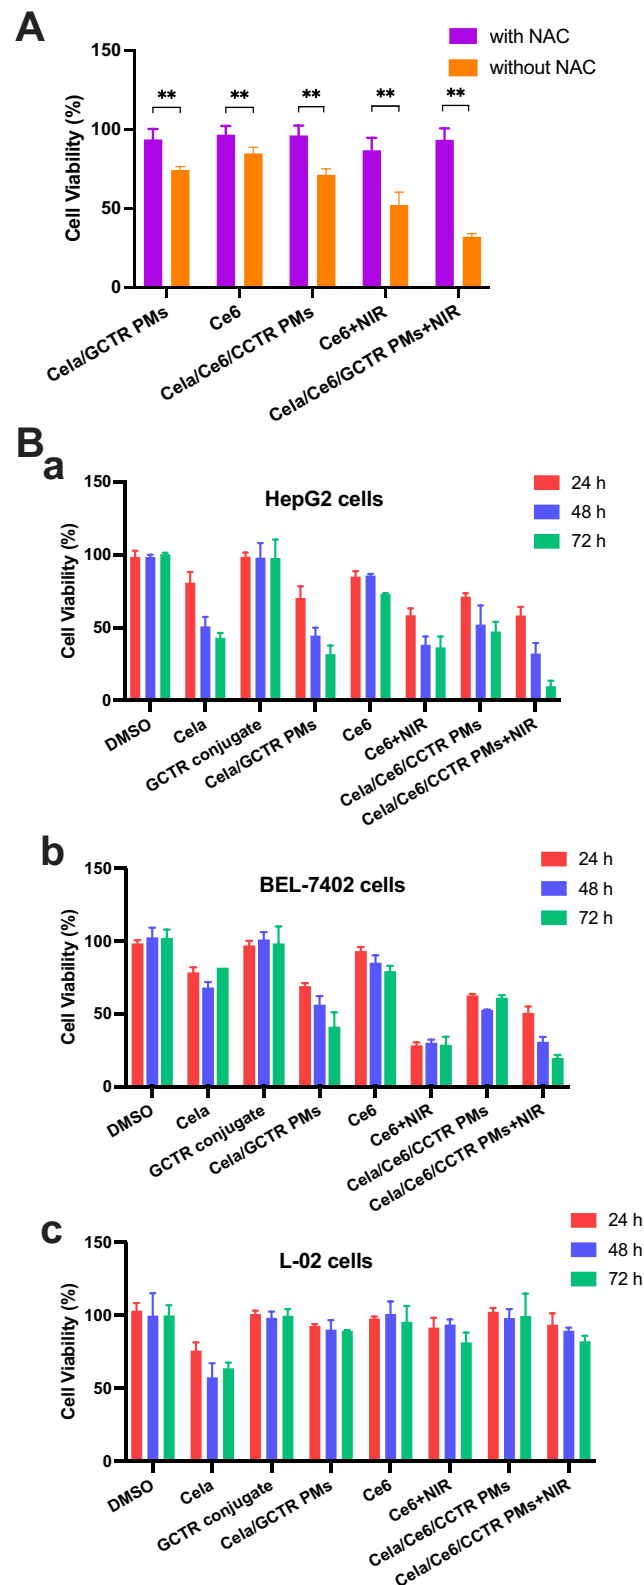 A
with NAC
without NAC
Cell Viability (%)
150
100
50
0
** ** ** ** **
Cela/GCTR PMs
Ce6
Cela/Ce6/CCTR PMs
Ce6+NIR
Cela/Ce6/GCTR PMs+NIR
B
a
HepG2 cells
24 h
48 h
72 h
Cell Viability (%)
150
100
50
0
DMSO
Cela
GCTR conjugate
Cela/GCTR PMs
Ce6
Ce6+NIR
Cela/Ce6/CCTR PMs
Cela/Ce6/CCTR PMs+NIR
b
BEL-7402 cells
24 h
48 h
72 h
Cell Viability (%)
150
100
50
0
DMSO
Cela
GCTR conjugate
Cela/GCTR PMs
Ce6
Ce6+NIR
Cela/Ce6/CCTR PMs
Cela/Ce6/CCTR PMs+NIR
c
L-02 cells
24 h
48 h
72 h
Cell Viability (%)
150
100
50
0
DMSO
Cela
GCTR conjugate
Cela/GCTR PMs
Ce6
Ce6+NIR
Cela/Ce6/CCTR PMs
Cela/Ce6/CCTR PMs+NIR